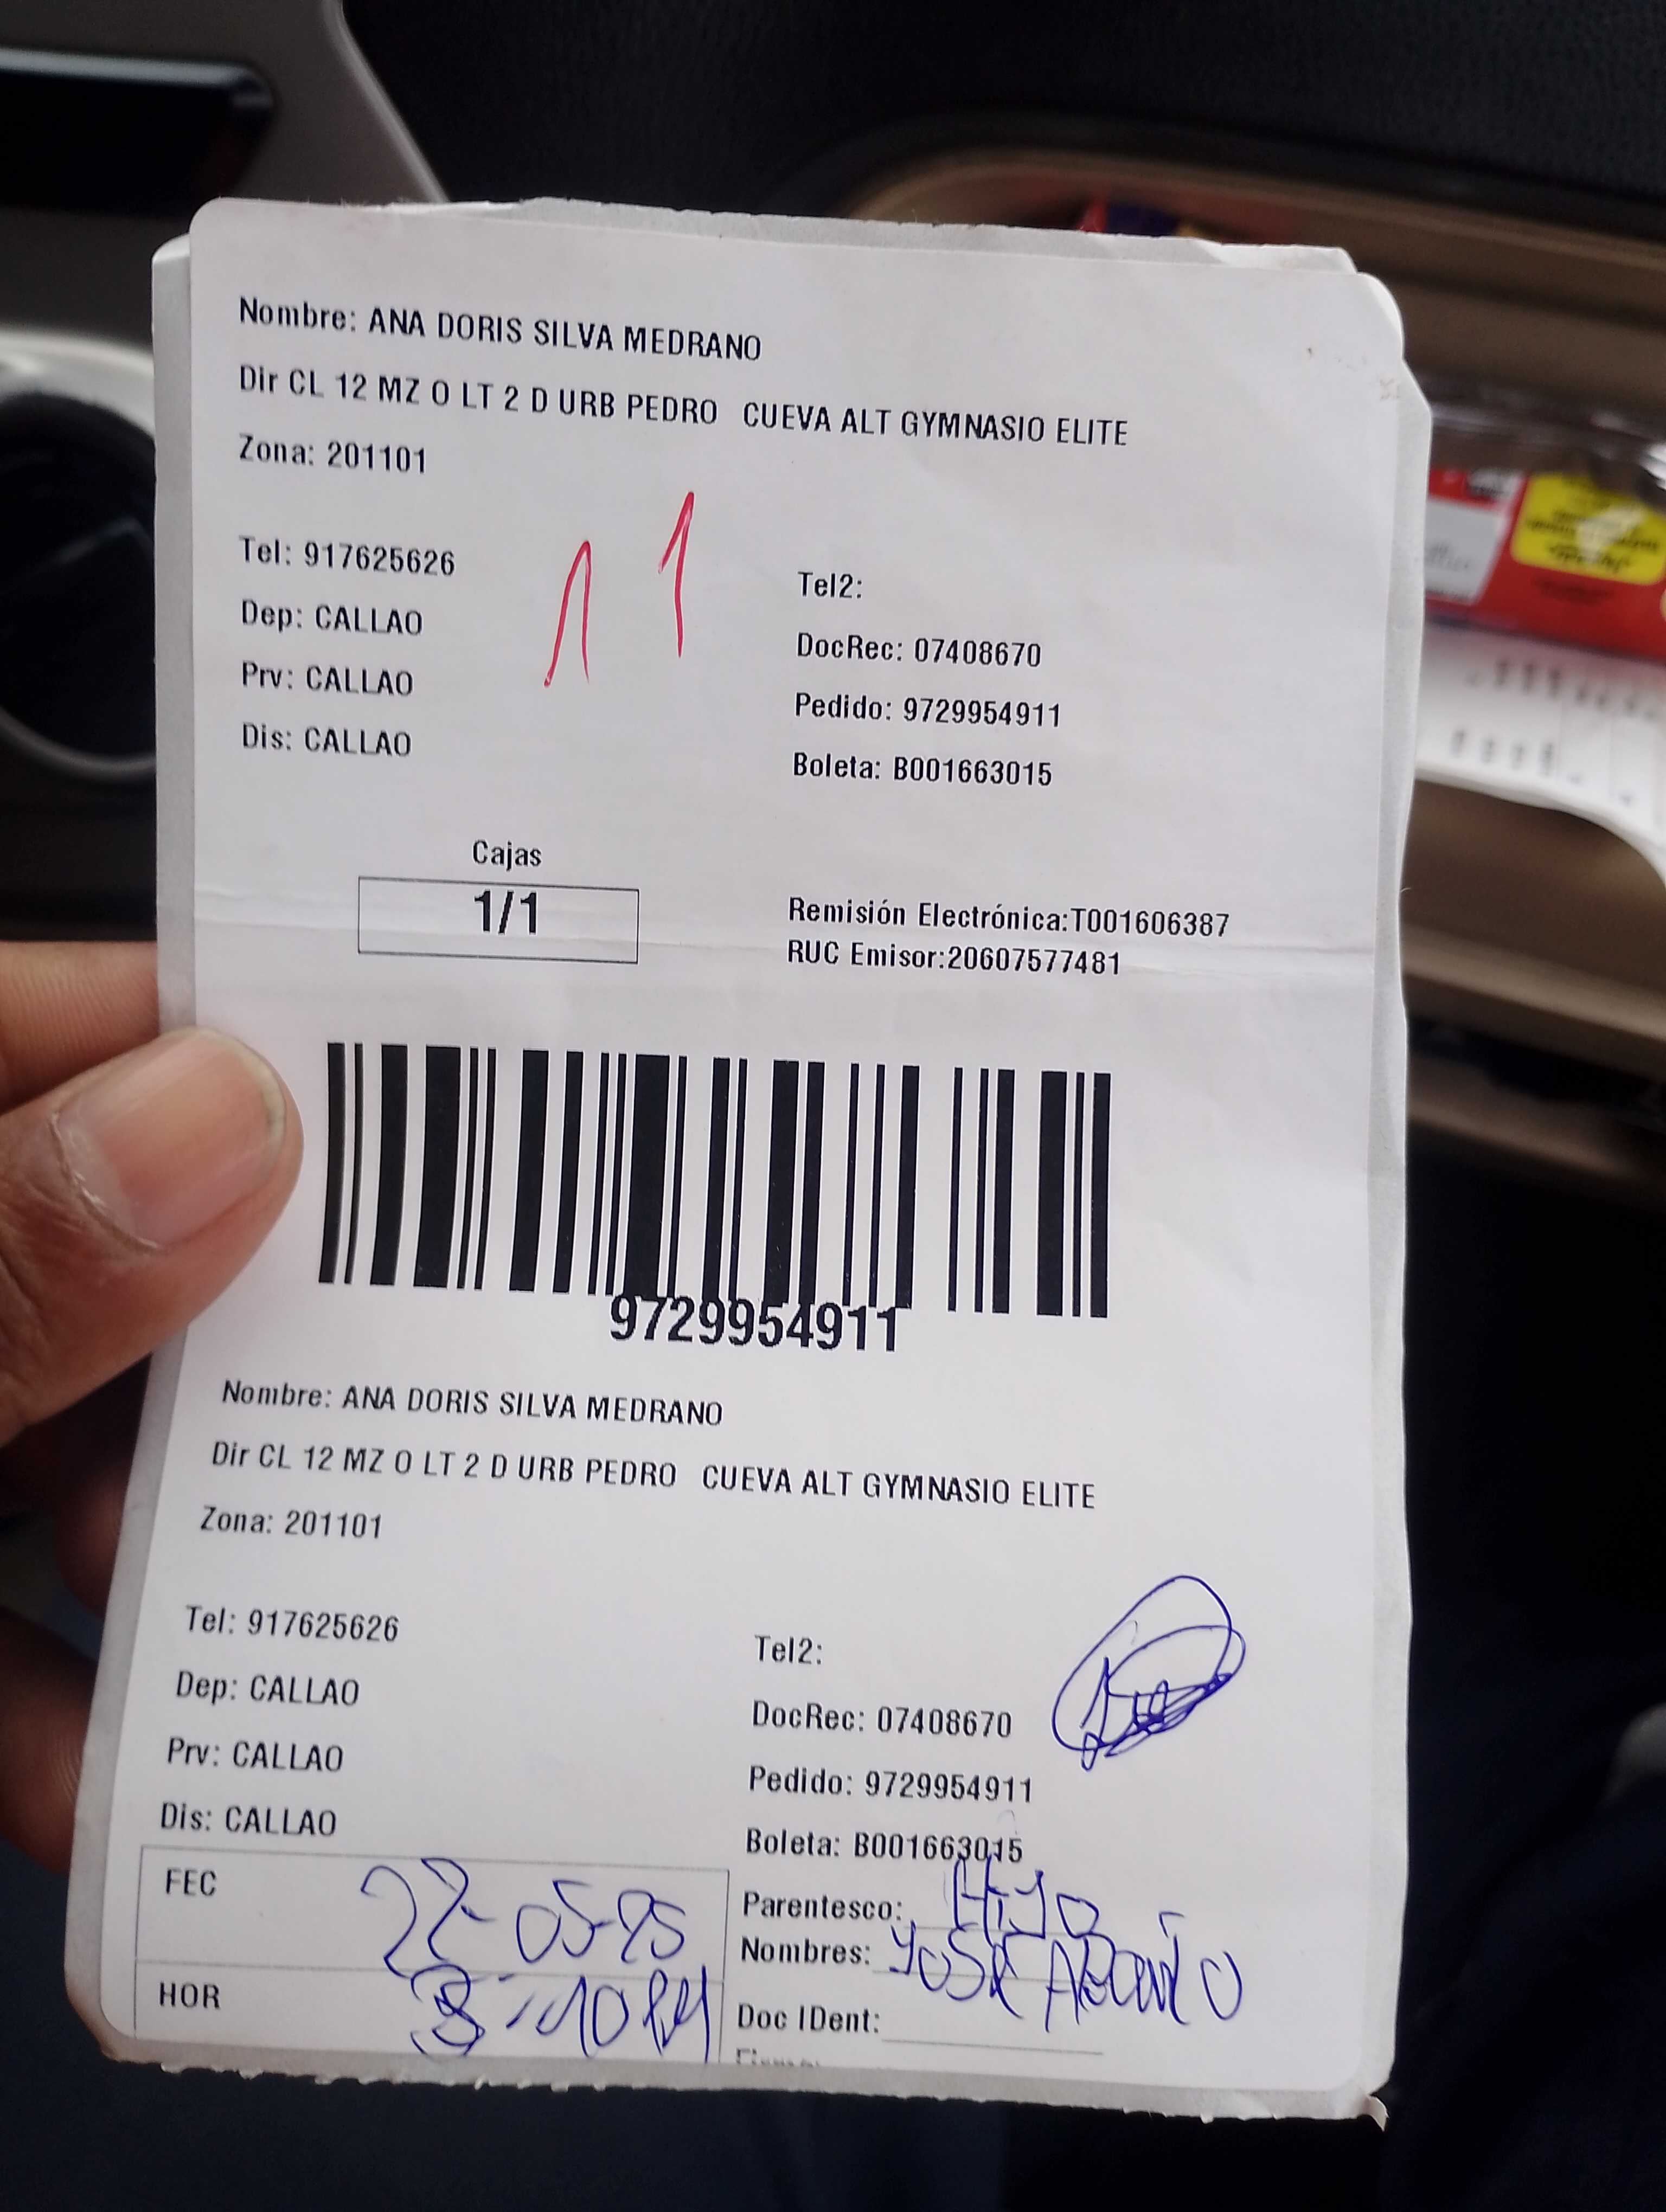 Nombre: ANA DORIS SILVA MEDRANO
Dir CL 12 MZ O LT 2 D URB PEDRO CUEVA ALT GYMNASIO ELITE
Zona: 201101
11
Tel: 917625626
Tel2:
Dep: CALLAO
DocRec: 07408670
Prv: CALLAO
Pedido: 9729954911
Dis: CALLAO
Boleta: B001663015
Cajas
1/1
Remisión Electrónica:T001606387
RUC Emisor:20607577481
9729954911
Nombre: ANA DORIS SILVA MEDRANO
Dir CL 12 MZ O LT 2 D URB PEDRO CUEVA ALT GYMNASIO ELITE
Zona: 201101
Tel: 917625626
Tel2:
Dep: CALLAO
DocRec: 07408670
Prv: CALLAO
Pedido: 9729954911
Dis: CALLAO
Boleta: B001663015
FEC
Parentesco: HiJO
Nombres:
HOR
Doc IDent: